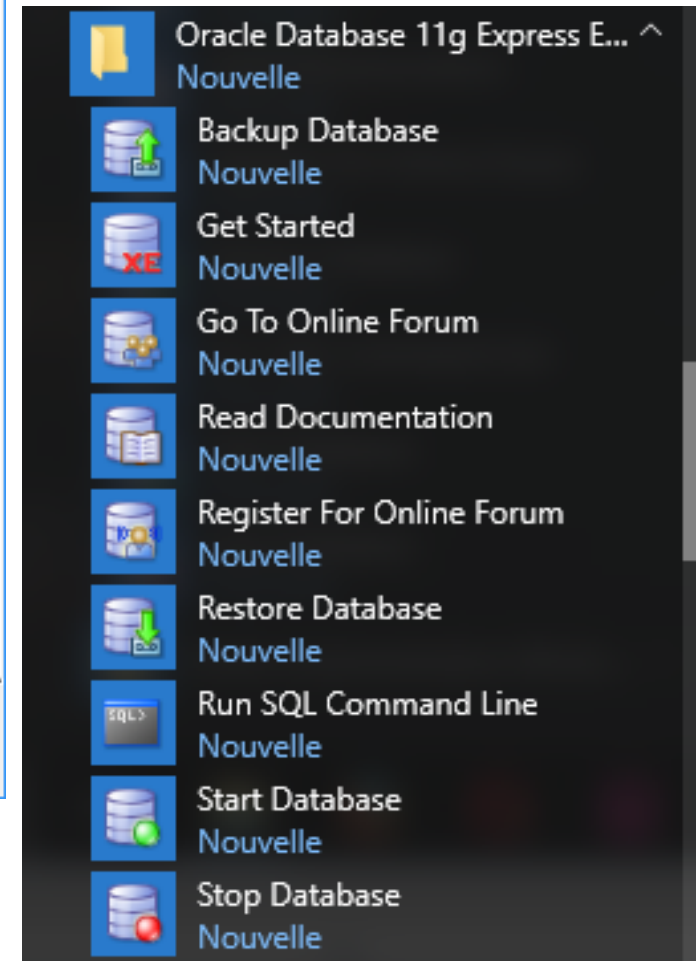 Oracle Database 11g Express E...
Nouvelle
Backup Database
Nouvelle
Get Started
Nouvelle
XE
Go To Online Forum
Nouvelle
Read Documentation
Nouvelle
Register For Online Forum
Nouvelle
Restore Database
Nouvelle
Run SQL Command Line
SQL>
Nouvelle
Start Database
Nouvelle
Stop Database
Nouvelle